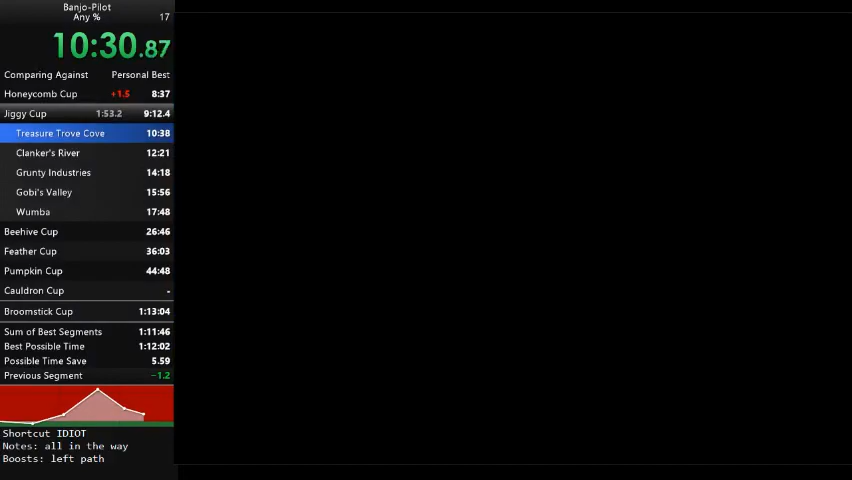 Banjo-Pilot
Any % 17
10:30.87
Comparing Against Personal Best
Honeycomb Cup +1.5 8:37
Jiggy Cup 1:53.2 9:12.4
Treasure Trove Cove 10:38
Clanker's River 12:21
Grunty Industries 14:18
Gobi's Valley 15:56
Wumba 17:48
Beehive Cup 26:46
Feather Cup 36:03
Pumpkin Cup 44:48
Cauldron Cup -
Broomstick Cup 1:13:04
Sum of Best Segments 1:11:46
Best Possible Time 1:12:02
Possible Time Save 5.59
Previous Segment −1.2
Shortcut IDIOT
Notes: all in the way
Boosts: left path